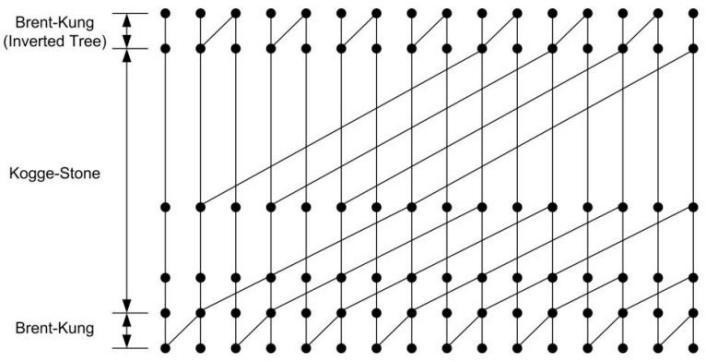 Brent-Kung
(Inverted Tree)
Kogge-Stone
Brent-Kung